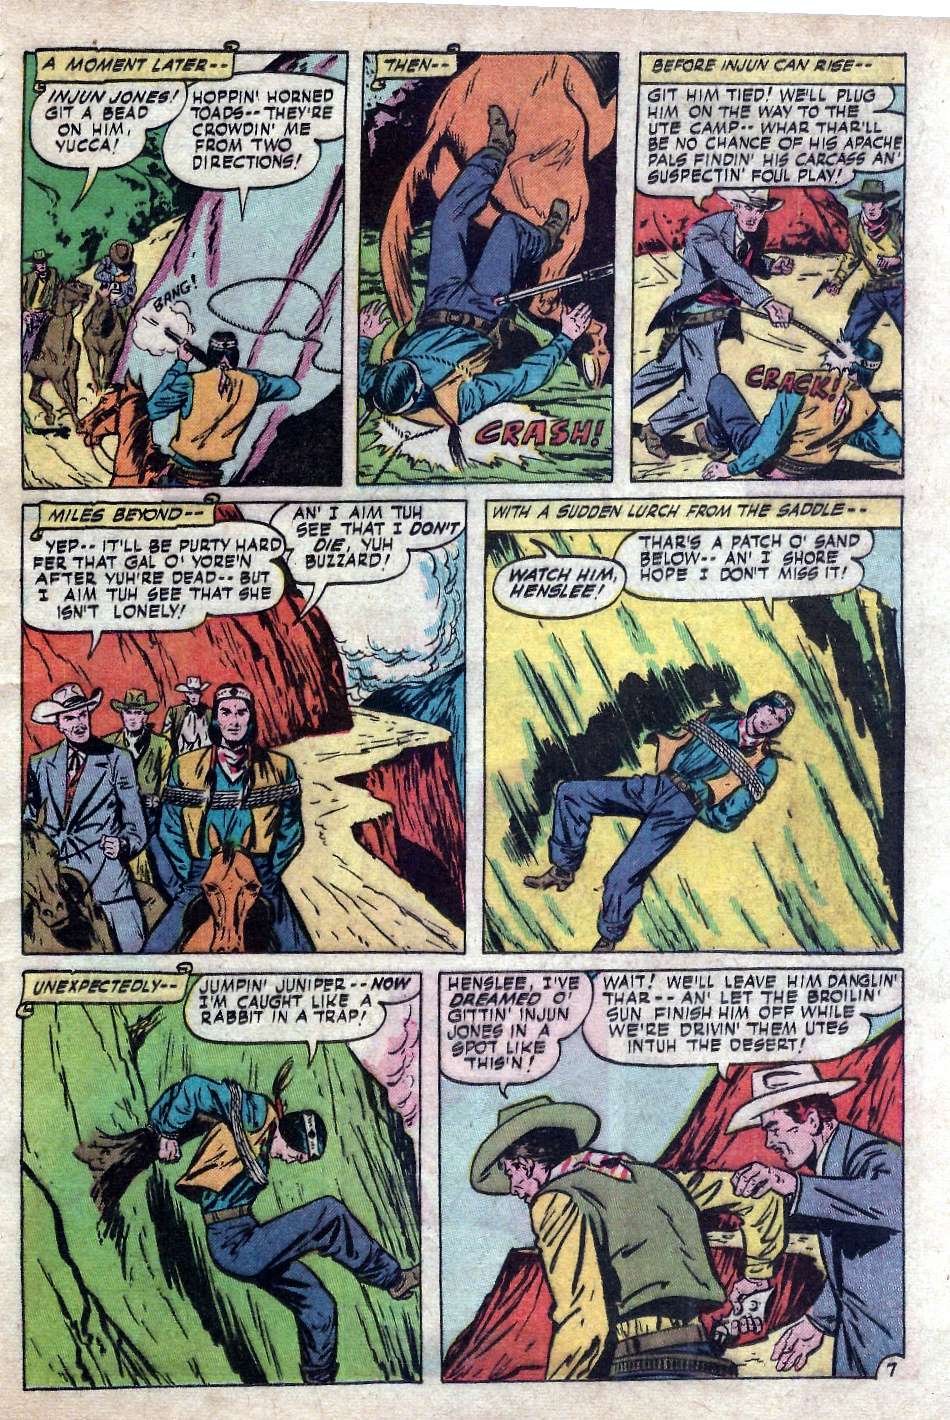 A MOMENT LATER--
INJUN JONES!
GIT A BEAD
ON HIM,
YUCCA!
HOPPIN' HORNED
TOADS-- THEY'RE
CROWDIN' ME
FROM TWO
DIRECTIONS!
BANG!
THEN--
CRASH!
BEFORE INJUN CAN RISE--
GIT HIM TIED! WE'LL PLUG
HIM ON THE WAY TO THE
UTE CAMP-- WHAR THAR'LL
BE NO CHANCE OF HIS APACHE
PALS FINDIN' HIS CARCASS AN'
SUSPECTIN' FOUL PLAY!
CRACK!
MILES BEYOND--
YEP-- IT'LL BE PURTY HARD
FER THAT GAL O' YORE'N
AFTER YUH'RE DEAD-- BUT
I AIM TUH SEE THAT SHE
ISN'T LONELY!
AN' I AIM TUH
SEE THAT I DON'T
DIE, YUH
BUZZARD!
WITH A SUDDEN LURCH FROM THE SADDLE--
WATCH HIM,
HENSLEE!
THAR'S A PATCH O' SAND
BELOW-- AN' I SHORE
HOPE I DON'T MISS IT!
UNEXPECTEDLY--
JUMPIN' JUNIPER-- NOW
I'M CAUGHT LIKE A
RABBIT IN A TRAP!
HENSLEE, I'VE
DREAMED O'
GITTIN' INJUN
JONES IN A
SPOT LIKE
THIS'N!
WAIT! WE'LL LEAVE HIM DANGLIN'
THAR-- AN' LET THE BROILIN'
SUN FINISH HIM OFF WHILE
WE'RE DRIVIN' THEM UTES
INTUH THE DESERT!
7